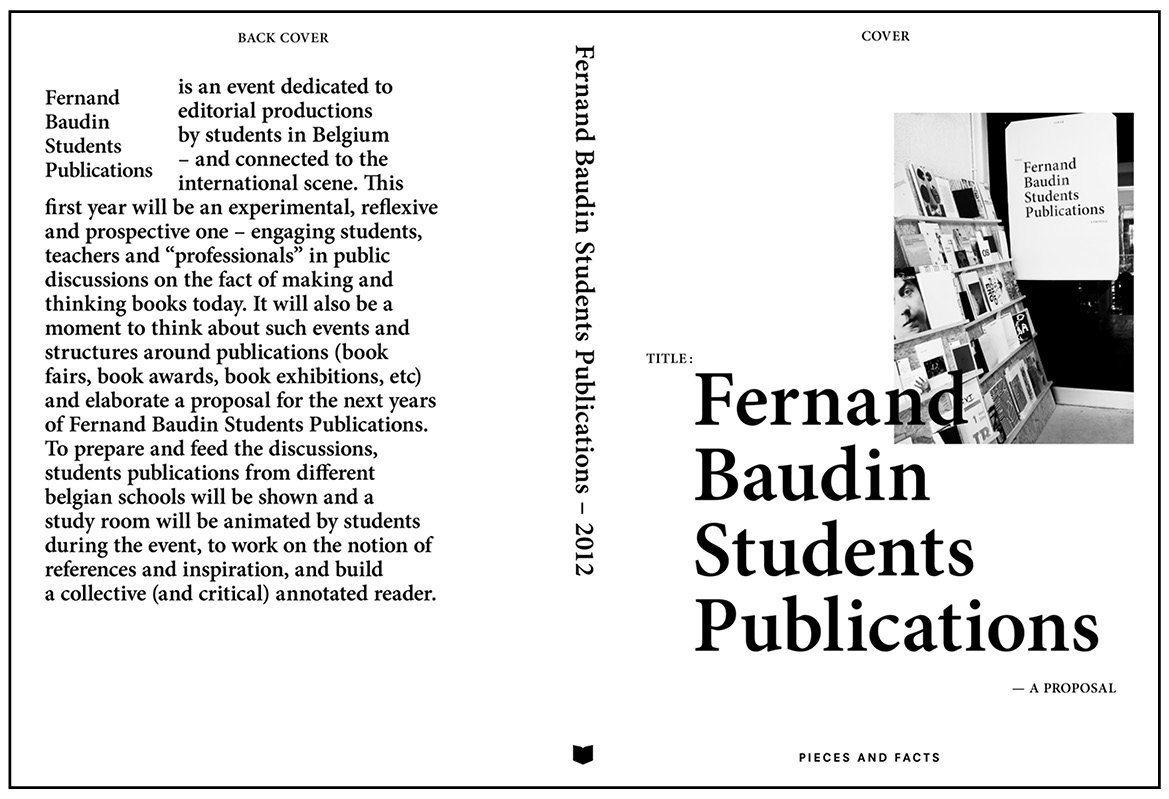 BACK COVER
Fernand
Baudin
Students
Publications
is an event dedicated to
editorial productions
by students in Belgium
– and connected to the
international scene. This
first year will be an experimental, reflexive
and prospective one – engaging students,
teachers and “professionals” in public
discussions on the fact of making and
thinking books today. It will also be a
moment to think about such events and
structures around publications (book
fairs, book awards, book exhibitions, etc)
and elaborate a proposal for the next years
of Fernand Baudin Students Publications.
To prepare and feed the discussions,
students publications from different
belgian schools will be shown and a
study room will be animated by students
during the event, to work on the notion of
references and inspiration, and build
a collective (and critical) annotated reader.
Fernand Baudin Students Publications – 2012
COVER
Fernand
Baudin
Students
Publications
TITLE:
Fernand
Baudin
Students
Publications
— A PROPOSAL
PIECES AND FACTS